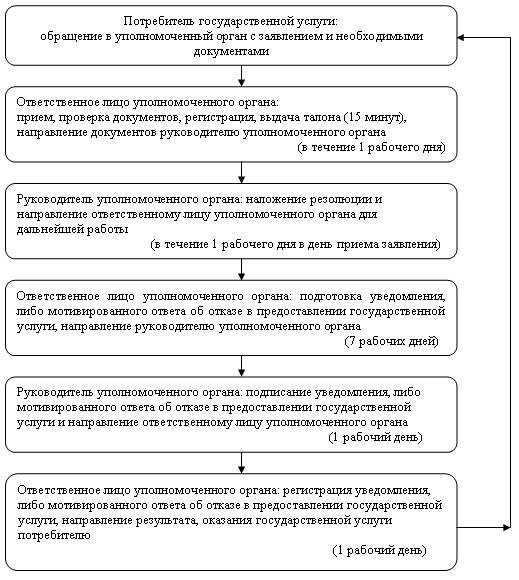 Потребитель государственной услуги:
обращение в уполномоченный орган с заявлением и необходимыми
документами
Ответственное лицо уполномоченного органа:
прием, проверка документов, регистрация, выдача талона (15 минут),
направление документов руководителю уполномоченного органа
(в течение 1 рабочего дня)
Руководитель уполномоченного органа: наложение резолюции и
направление ответственному лицу уполномоченного органа для
дальнейшей работы
(в течение 1 рабочего дня в день приема заявления)
Ответственное лицо уполномоченного органа: подготовка уведомления,
либо мотивированного ответа об отказе в предоставлении государственной
услуги, направление руководителю уполномоченного органа
(7 рабочих дней)
Руководитель уполномоченного органа: подписание уведомления, либо
мотивированного ответа об отказе в предоставлении государственной
услуги и направление ответственному лицу уполномоченного органа
(1 рабочий день)
Ответственное лицо уполномоченного органа: регистрация уведомления,
либо мотивированного ответа об отказе в предоставлении государственной
услуги, направление результата, оказания государственной услуги
потребителю
(1 рабочий день)